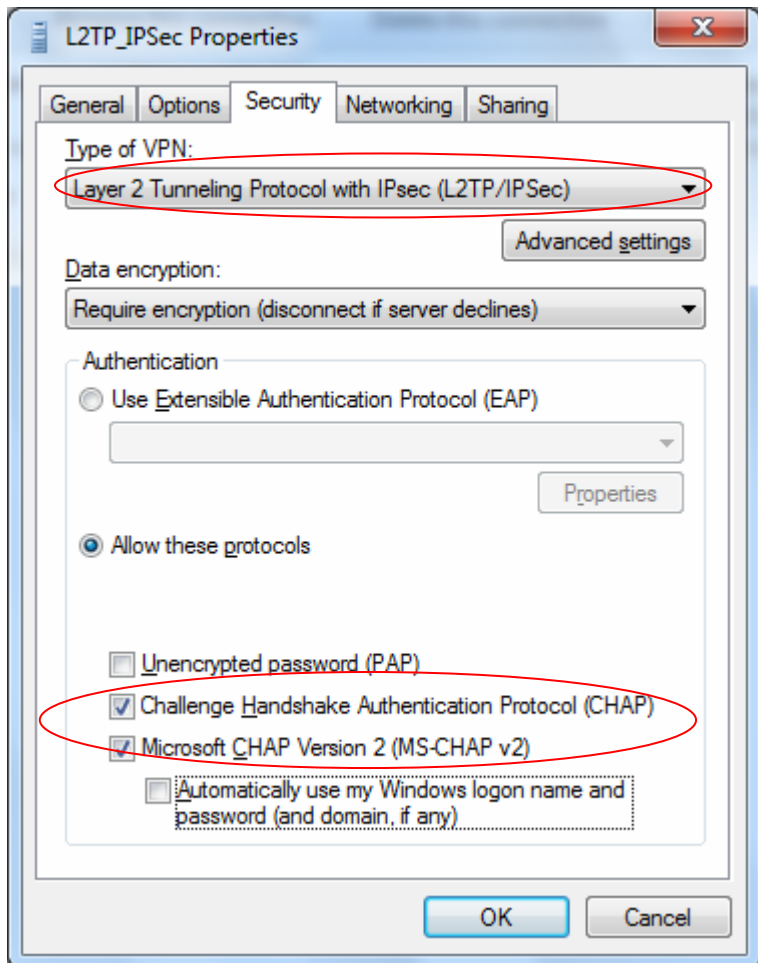 L2TP_IPSec Properties
General Options Security Networking Sharing
Type of VPN:
Layer 2 Tunneling Protocol with IPsec (L2TP/IPSec)
Advanced settings
Data encryption:
Require encryption (disconnect if server declines)
Authentication
Use Extensible Authentication Protocol (EAP)
Properties
Allow these protocols
Unencrypted password (PAP)
Challenge Handshake Authentication Protocol (CHAP)
Microsoft CHAP Version 2 (MS-CHAP v2)
Automatically use my Windows logon name and
password (and domain, if any)
OK Cancel